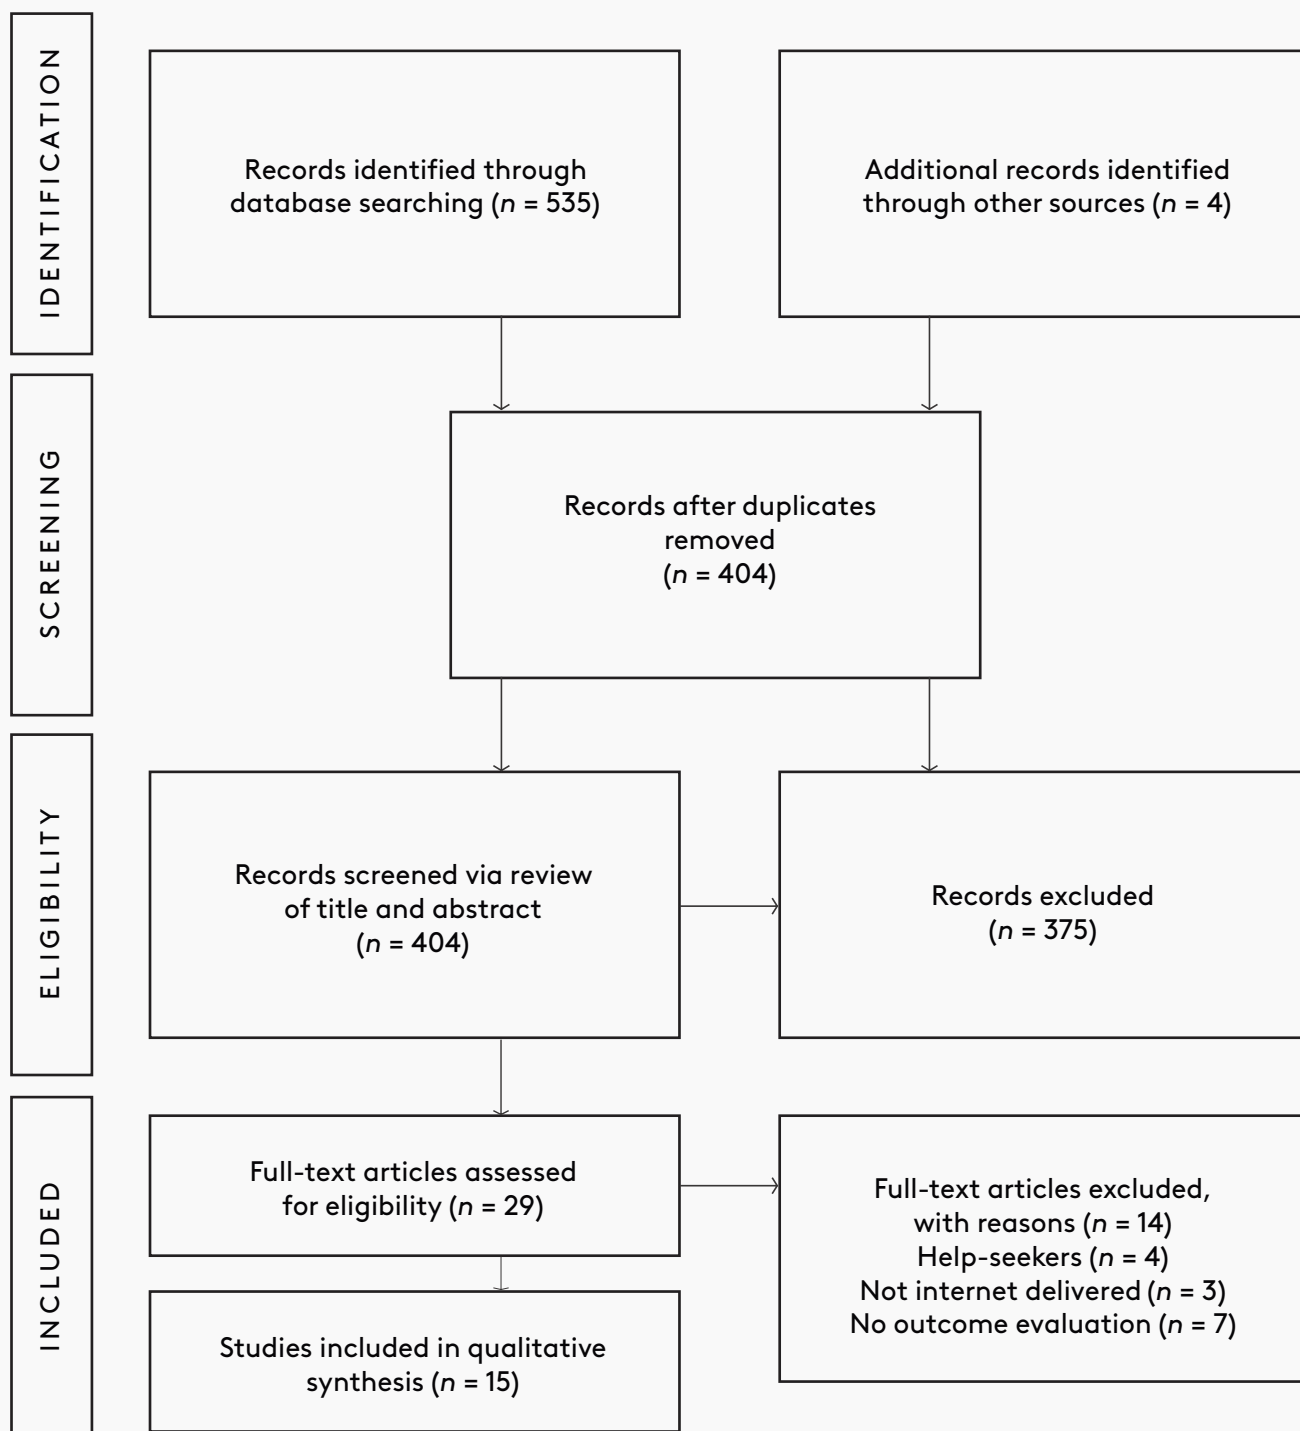 IDENTIFICATION
Records identified through
database searching (n = 535)
Additional records identified
through other sources (n = 4)
SCREENING
Records after duplicates
removed
(n = 404)
ELIGIBILITY
Records screened via review
of title and abstract
(n = 404)
Records excluded
(n = 375)
INCLUDED
Full-text articles assessed
for eligibility (n = 29)
Full-text articles excluded,
with reasons (n = 14)
Help-seekers (n = 4)
Not internet delivered (n = 3)
No outcome evaluation (n = 7)
Studies included in qualitative
synthesis (n = 15)